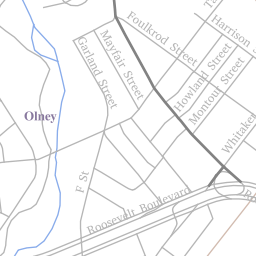 Foulkrod Street
Harrison S
Garland Street
Mayfair Street
Howland Street
Montour Street
Olney
Whitaker
F St
Roosevelt Boulevard